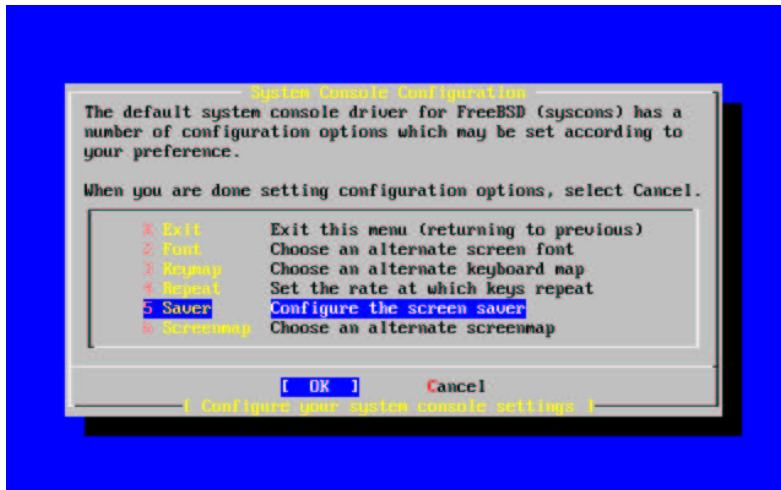 System Console Configuration
The default system console driver for FreeBSD (syscons) has a
number of configuration options which may be set according to
your preference.
When you are done setting configuration options, select Cancel.
X Exit Exit this menu (returning to previous)
2 Font Choose an alternate screen font
3 Keymap Choose an alternate keyboard map
4 Repeat Set the rate at which keys repeat
5 Saver Configure the screen saver
6 Screenmap Choose an alternate screenmap
[ OK ] Cancel
[ Configure your system console settings ]